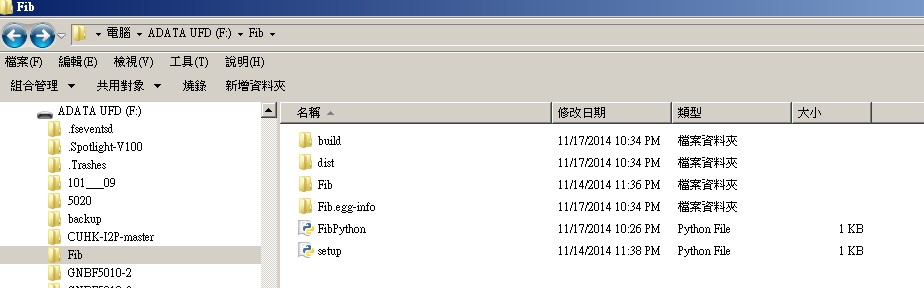 Fib
電腦 ADATA UFD (F:) Fib
檔案(F) 編輯(E) 檢視(V) 工具(T) 說明(H)
組合管理 共用對象 燒錄 新增資料夾
ADATA UFD (F:)
.fseventsd
.Spotlight-V100
.Trashes
101___09
5020
backup
CUHK-I2P-master
Fib
GNBF5010-2
名稱 修改日期 類型 大小
build 11/17/2014 10:34 PM 檔案資料夾
dist 11/17/2014 10:34 PM 檔案資料夾
Fib 11/14/2014 11:36 PM 檔案資料夾
Fib.egg-info 11/17/2014 10:34 PM 檔案資料夾
FibPython 11/17/2014 10:26 PM Python File 1 KB
setup 11/14/2014 11:38 PM Python File 1 KB